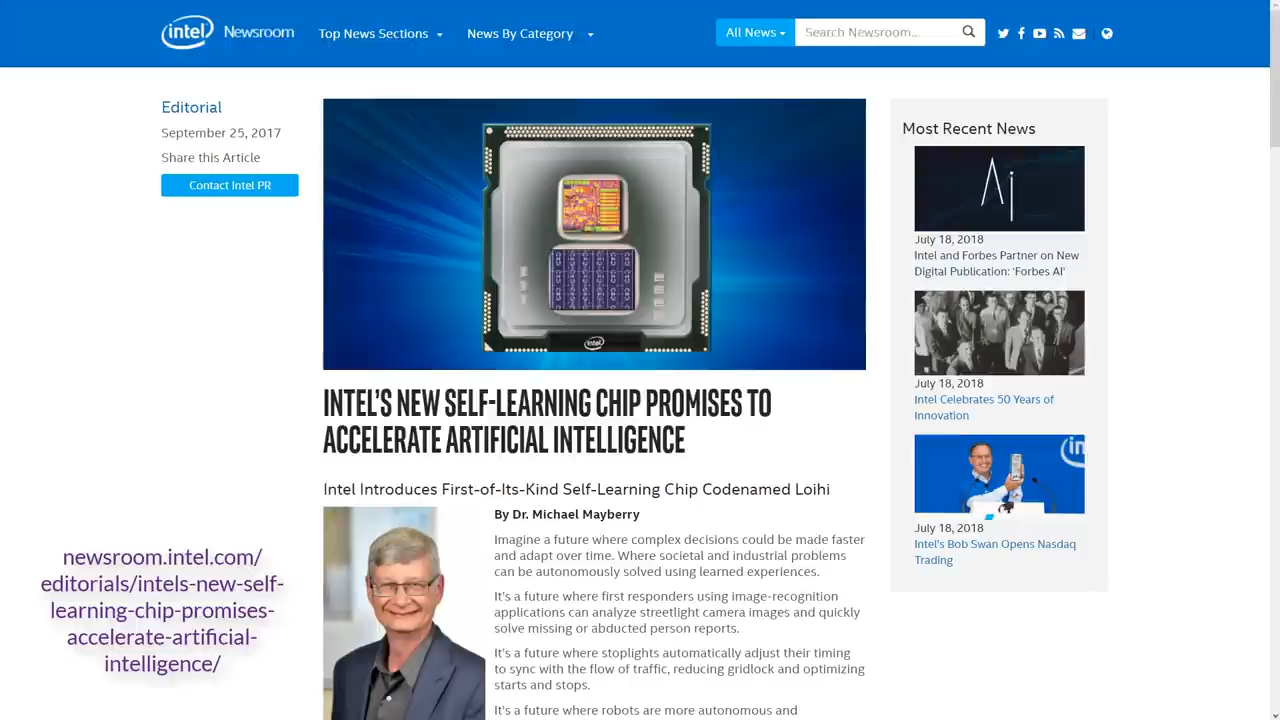 intel Newsroom
Top News Sections
News By Category
All News
Search Newsroom...
Editorial
September 25, 2017
Share this Article
Contact Intel PR
intel
INTEL'S NEW SELF-LEARNING CHIP PROMISES TO
ACCELERATE ARTIFICIAL INTELLIGENCE
Intel Introduces First-of-Its-Kind Self-Learning Chip Codenamed Loihi
By Dr. Michael Mayberry
Imagine a future where complex decisions could be made faster
and adapt over time. Where societal and industrial problems
can be autonomously solved using learned experiences.
It's a future where first responders using image-recognition
applications can analyze streetlight camera images and quickly
solve missing or abducted person reports.
It's a future where stoplights automatically adjust their timing
to sync with the flow of traffic, reducing gridlock and optimizing
starts and stops.
It's a future where robots are more autonomous and
Most Recent News
AI
July 18, 2018
Intel and Forbes Partner on New
Digital Publication: 'Forbes AI'
July 18, 2018
Intel Celebrates 50 Years of
Innovation
in
July 18, 2018
Intel's Bob Swan Opens Nasdaq
Trading
newsroom.intel.com/
editorials/intels-new-self-
learning-chip-promises-
accelerate-artificial-
intelligence/